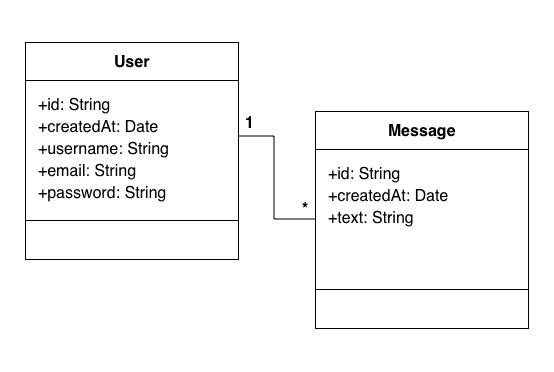 User
+id: String
+createdAt: Date
+username: String
+email: String
+password: String
1
*
Message
+id: String
+createdAt: Date
+text: String